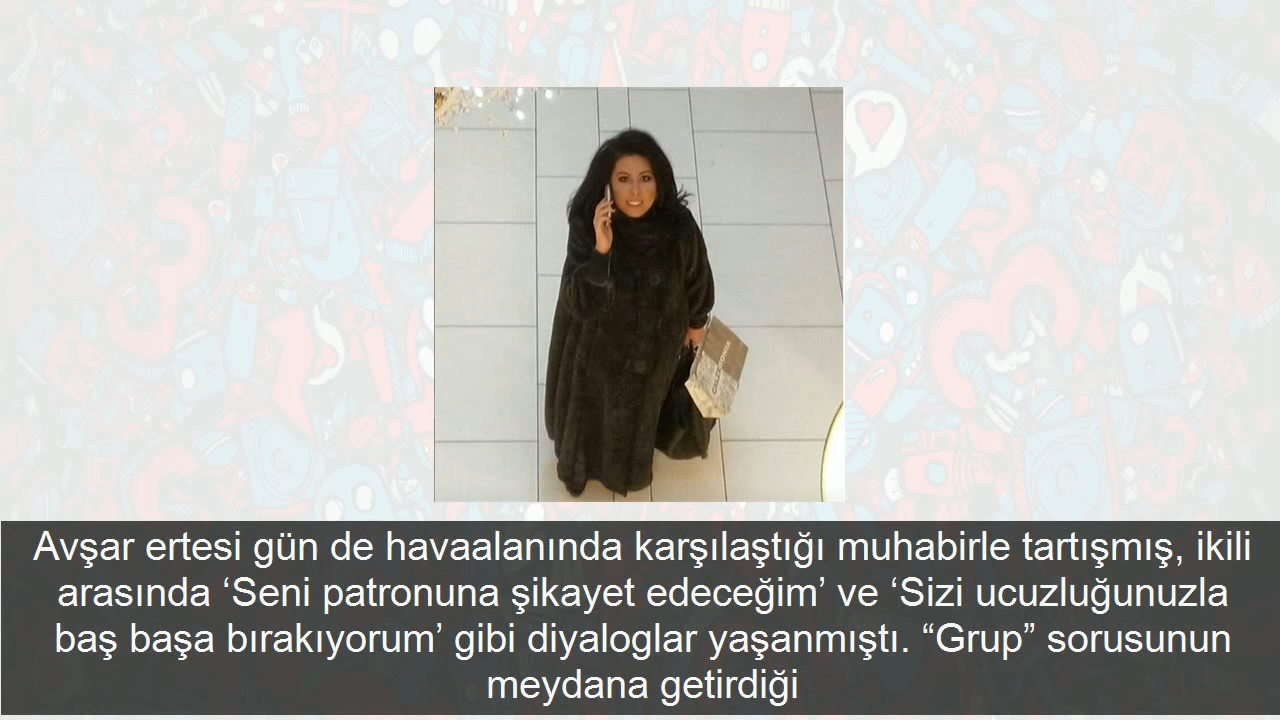 Avşar ertesi gün de havaalanında karşılaştığı muhabirle tartışmış, ikili
arasında ‘Seni patronuna şikayet edeceğim’ ve ‘Sizi ucuzluğunuzla
baş başa bırakıyorum’ gibi diyaloglar yaşanmıştı. “Grup” sorusunun
meydana getirdiği